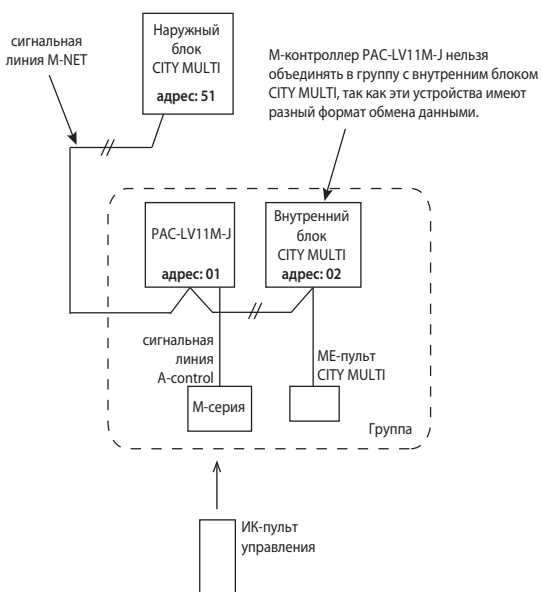 сигнальная
линия M-NET
Наружный
блок
CITY MULTI
адрес: 51
М-контроллер PAC-LV11M-J нельзя
объединять в группу с внутренним блоком
CITY MULTI, так как эти устройства имеют
разный формат обмена данными.
PAC-LV11M-J
адрес: 01
Внутренний
блок
CITY MULTI
адрес: 02
сигнальная
линия
A-control
М-серия
МЕ-пульт
CITY MULTI
Группа
ИК-пульт
управления